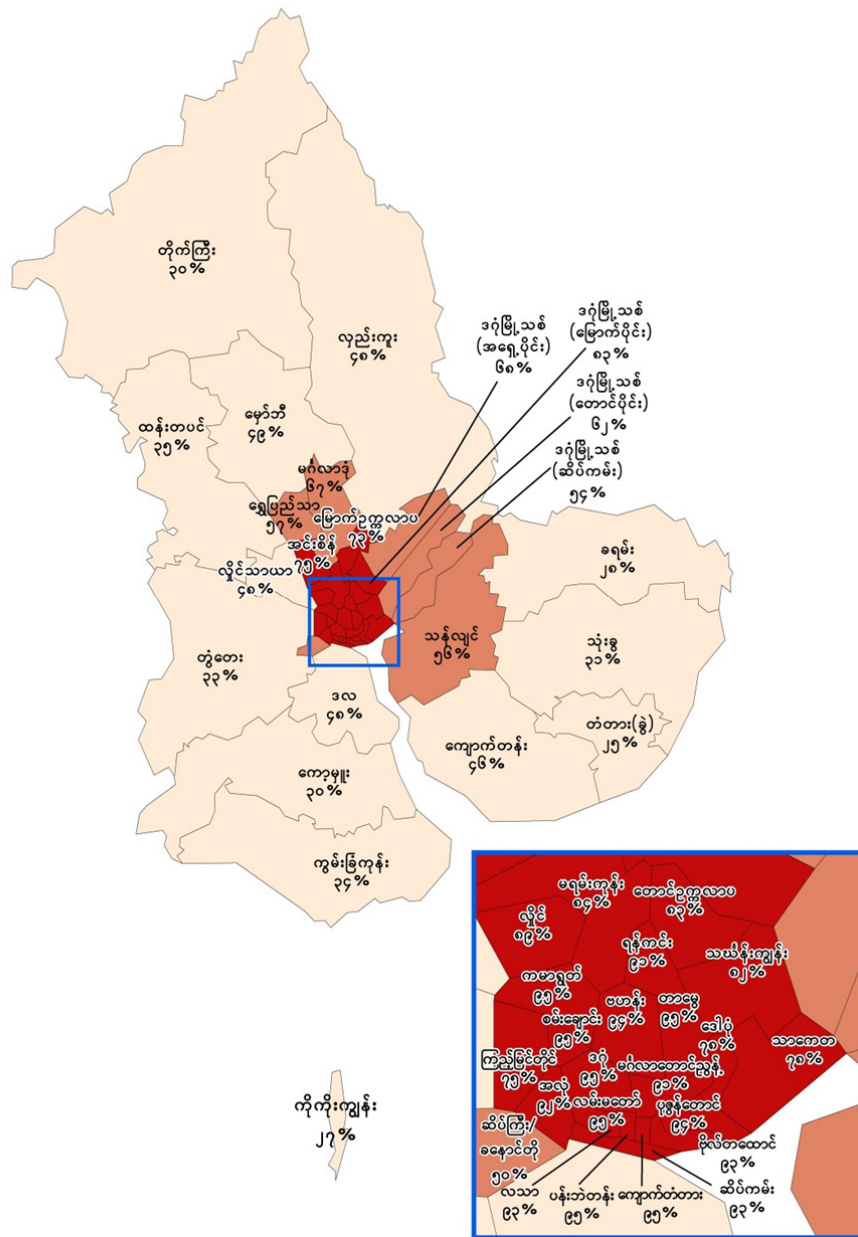 တိုက်ကြီး
၃၀%
လှည်းကူး
၄၈%
ဒဂုံမြို့သစ်
(အရှေ့ပိုင်း)
၆၈%
ဒဂုံမြို့သစ်
(မြောက်ပိုင်း)
၈၃%
ဒဂုံမြို့သစ်
(တောင်ပိုင်း)
၆၂%
ဒဂုံမြို့သစ်
(ဆိပ်ကမ်း)
၅၄%
ထန်းတပင်
၃၅%
မှော်ဘီ
၄၉%
မင်္ဂလာဒုံ
၆၇%
ရွှေပြည်သာ
၅၇%
မြောက်ဥက္ကလာပ
၇၃%
အင်းစိန်
၇၅%
လှိုင်သာယာ
၄၈%
ခရမ်း
၂၈%
သန်လျင်
၅၆%
သုံးခွ
၃၁%
တွံတေး
၃၃%
ဒလ
၄၈%
တံတား(ခွဲ)
၂၅%
ကျောက်တန်း
၄၆%
ကော့မှူး
၃၀%
ကွမ်းခြံကုန်း
၃၄%
ကိုကိုးကျွန်း
၂၇%
မရမ်းကုန်း
၈၄%
တောင်ဥက္ကလာပ
၈၃%
လှိုင်
၈၉%
ရန်ကင်း
၉၁%
သင်္ဃန်းကျွန်း
၈၂%
ကမာရွတ်
၉၅%
ဗဟန်း
၉၄%
တာမွေ
၉၅%
စမ်းချောင်း
၉၅%
ဒေါပုံ
၇၈%
သာကေတ
၇၈%
ကြည့်မြင်တိုင်
၇၅%
ဒဂုံ
၉၅%
မင်္ဂလာတောင်ညွန့်
၉၁%
အလုံ
၉၂%
လမ်းမတော်
၉၅%
ပုဇွန်တောင်
၉၄%
ဆိပ်ကြီး/
ခနောင်တို
၅၀%
ဗိုလ်တထောင်
၉၃%
လသာ
၉၃%
ပန်းဘဲတန်း
၉၅%
ကျောက်တံတား
၉၅%
ဆိပ်ကမ်း
၉၃%